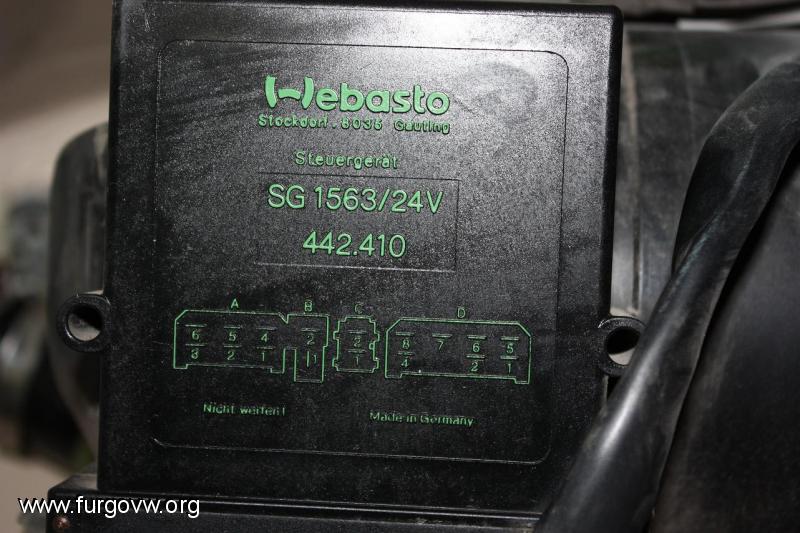 Webasto
Stockdorf · 8035 Gauting
Steuergerät
SG 1563/24V
442.410
A B C D
6 5 4 2 2 8 7 6 5
3 2 1 1 1 4 2 1
Nicht werfen!
Made in Germany
www.furgovw.org